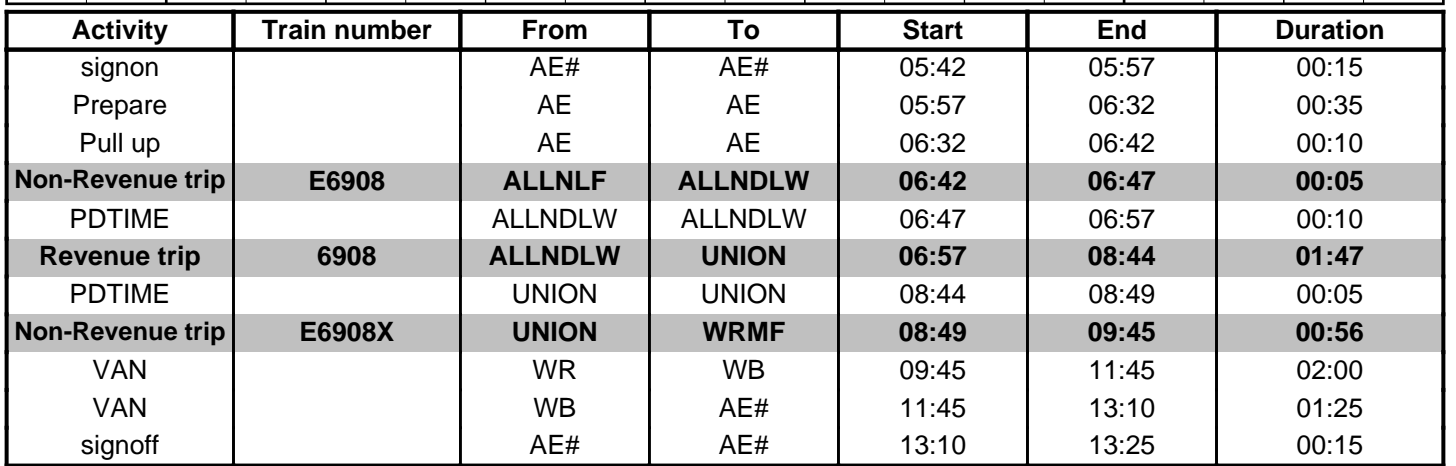 Activity Train number From To Start End Duration
signon AE# AE# 05:42 05:57 00:15
Prepare AE AE 05:57 06:32 00:35
Pull up AE AE 06:32 06:42 00:10
Non-Revenue trip E6908 ALLNLF ALLNDLW 06:42 06:47 00:05
PDTIME ALLNDLW ALLNDLW 06:47 06:57 00:10
Revenue trip 6908 ALLNDLW UNION 06:57 08:44 01:47
PDTIME UNION UNION 08:44 08:49 00:05
Non-Revenue trip E6908X UNION WRMF 08:49 09:45 00:56
VAN WR WB 09:45 11:45 02:00
VAN WB AE# 11:45 13:10 01:25
signoff AE# AE# 13:10 13:25 00:15